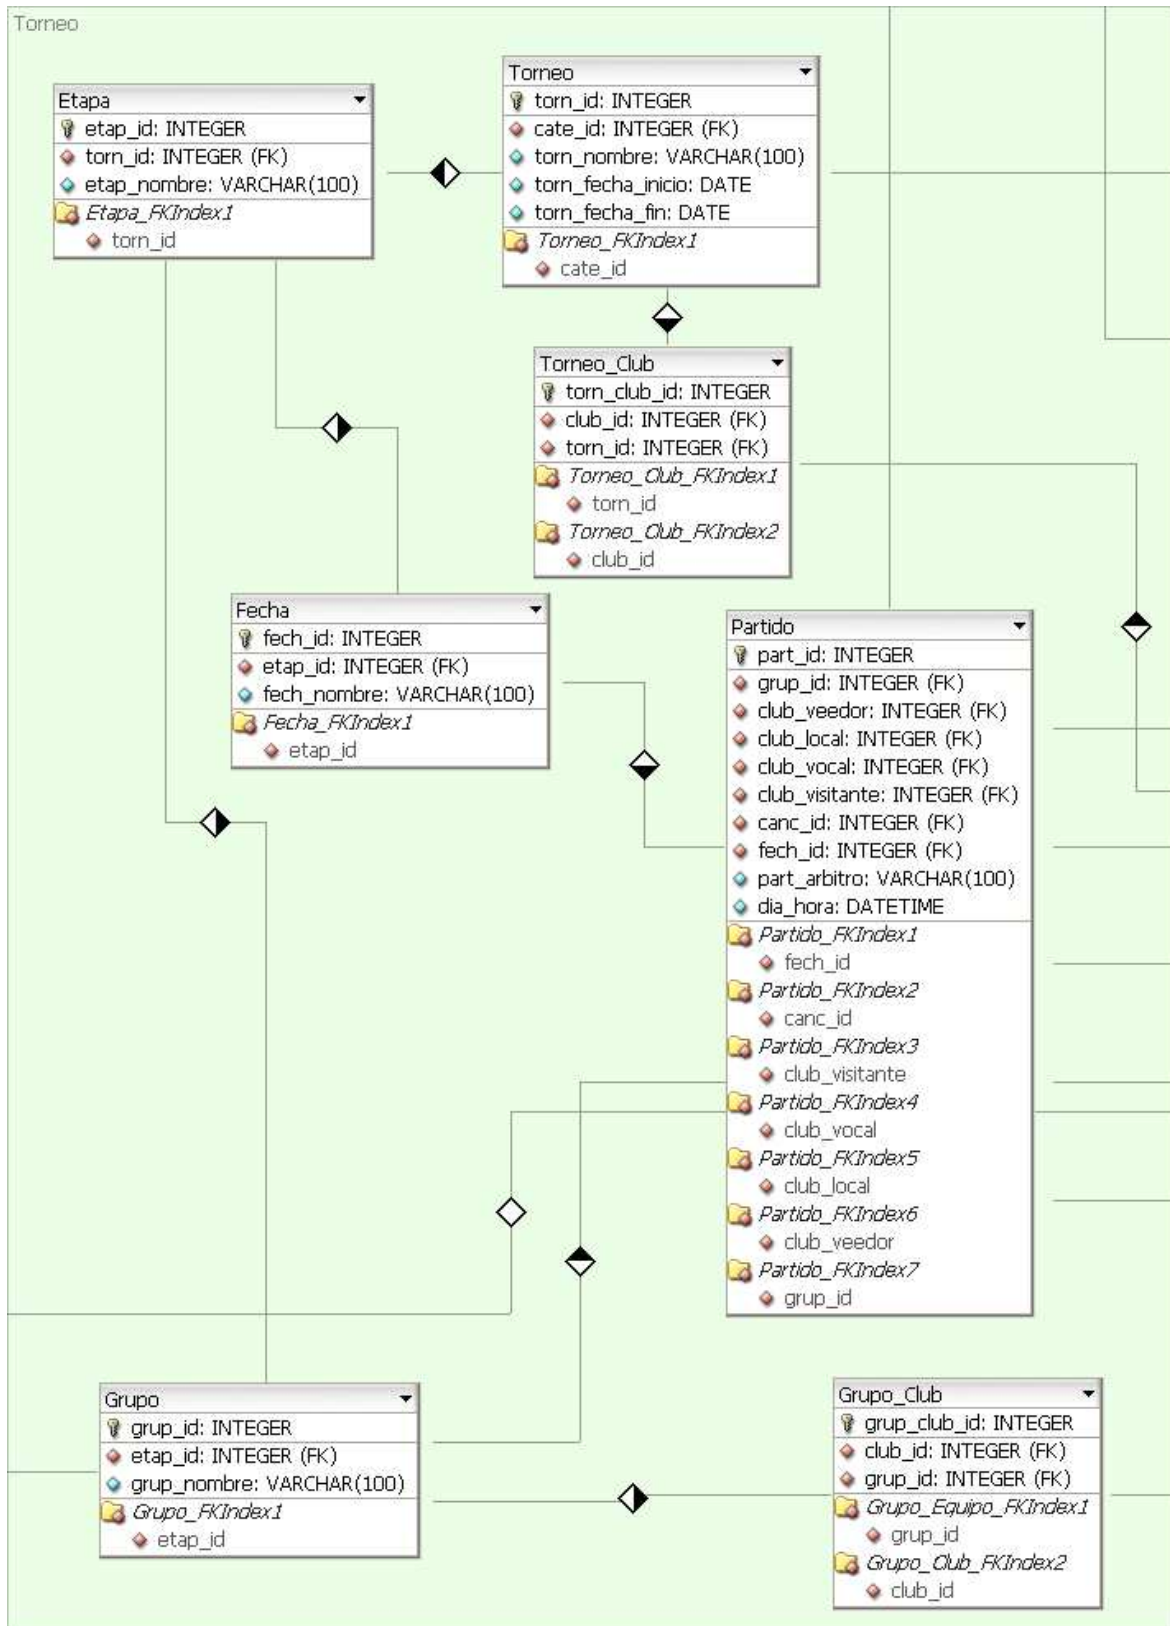 Torneo
Etapa
etap_id: INTEGER
torn_id: INTEGER (FK)
etap_nombre: VARCHAR(100)
Etapa_FKIndex1
torn_id
Torneo
torn_id: INTEGER
cate_id: INTEGER (FK)
torn_nombre: VARCHAR(100)
torn_fecha_inicio: DATE
torn_fecha_fin: DATE
Torneo_FKIndex1
cate_id
Torneo_Club
torn_club_id: INTEGER
club_id: INTEGER (FK)
torn_id: INTEGER (FK)
Torneo_Club_FKIndex1
torn_id
Torneo_Club_FKIndex2
club_id
Fecha
fech_id: INTEGER
etap_id: INTEGER (FK)
fech_nombre: VARCHAR(100)
Fecha_FKIndex1
etap_id
Partido
part_id: INTEGER
grup_id: INTEGER (FK)
club_veedor: INTEGER (FK)
club_local: INTEGER (FK)
club_vocal: INTEGER (FK)
club_visitante: INTEGER (FK)
canc_id: INTEGER (FK)
fech_id: INTEGER (FK)
part_arbitro: VARCHAR(100)
dia_hora: DATETIME
Partido_FKIndex1
fech_id
Partido_FKIndex2
canc_id
Partido_FKIndex3
club_visitante
Partido_FKIndex4
club_vocal
Partido_FKIndex5
club_local
Partido_FKIndex6
club_veedor
Partido_FKIndex7
grup_id
Grupo
grup_id: INTEGER
etap_id: INTEGER (FK)
grup_nombre: VARCHAR(100)
Grupo_FKIndex1
etap_id
Grupo_Club
grup_club_id: INTEGER
club_id: INTEGER (FK)
grup_id: INTEGER (FK)
Grupo_Equipo_FKIndex1
grup_id
Grupo_Club_FKIndex2
club_id